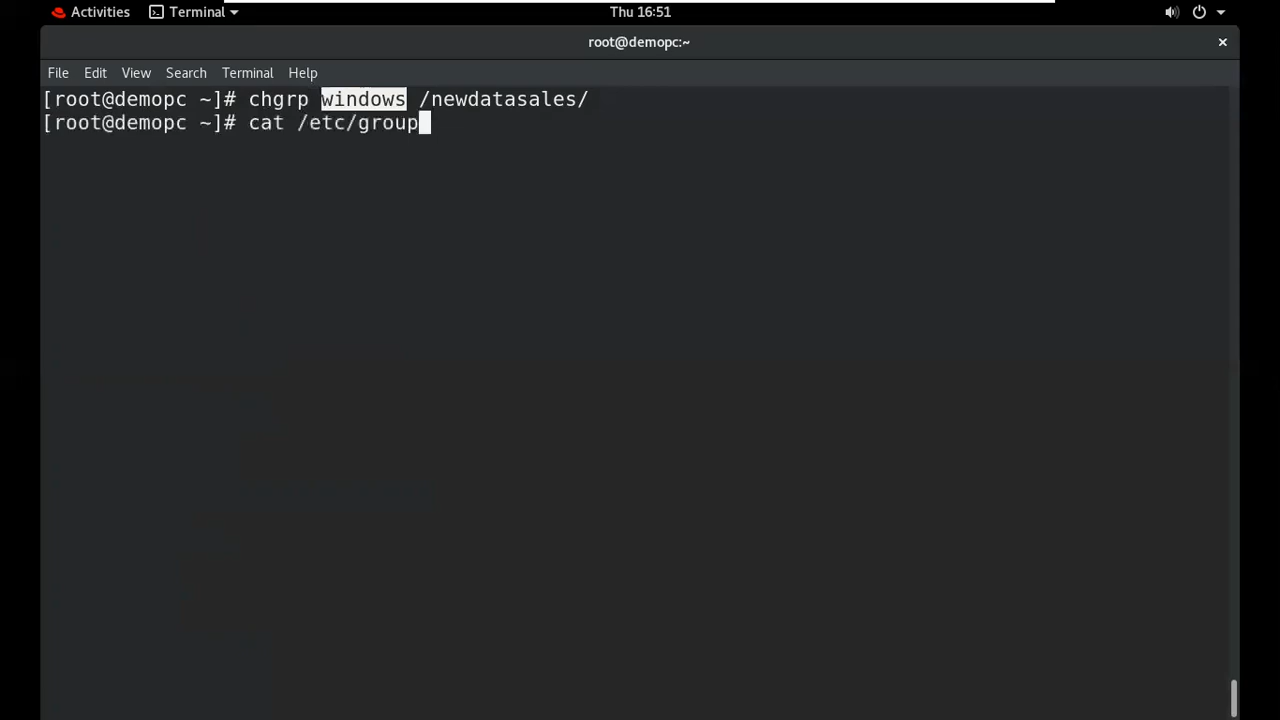 Activities Terminal Thu 16:51
root@demopc:~ ×
File Edit View Search Terminal Help
[root@demopc ~]# chgrp windows /newdatasales/
[root@demopc ~]# cat /etc/group